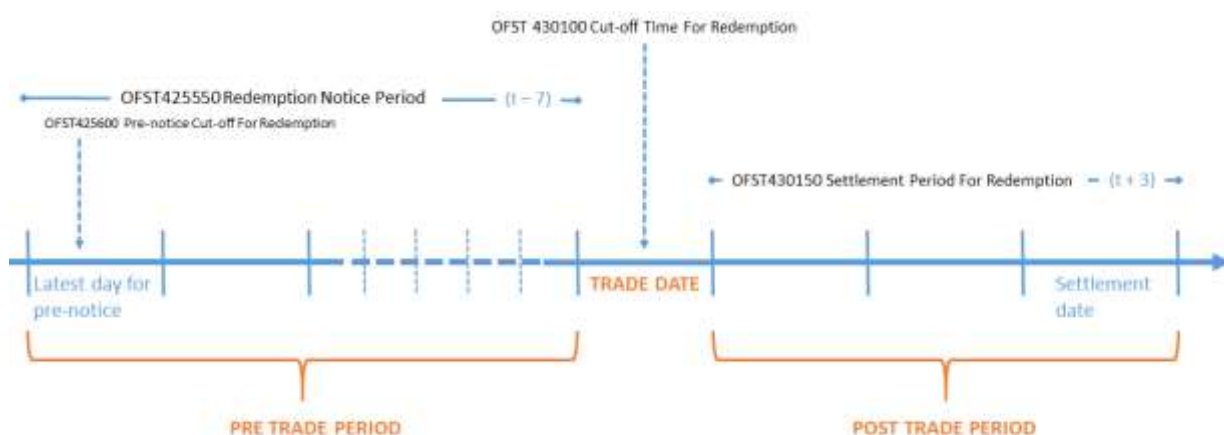 OFST 430100 Cut-off Time For Redemption
OFST425550 Redemption Notice Period (t – 7)
OFST425600 Pre-notice Cut-off For Redemption
OFST430150 Settlement Period For Redemption (t + 3)
Latest day for
pre-notice
TRADE DATE
Settlement
date
PRE TRADE PERIOD
POST TRADE PERIOD